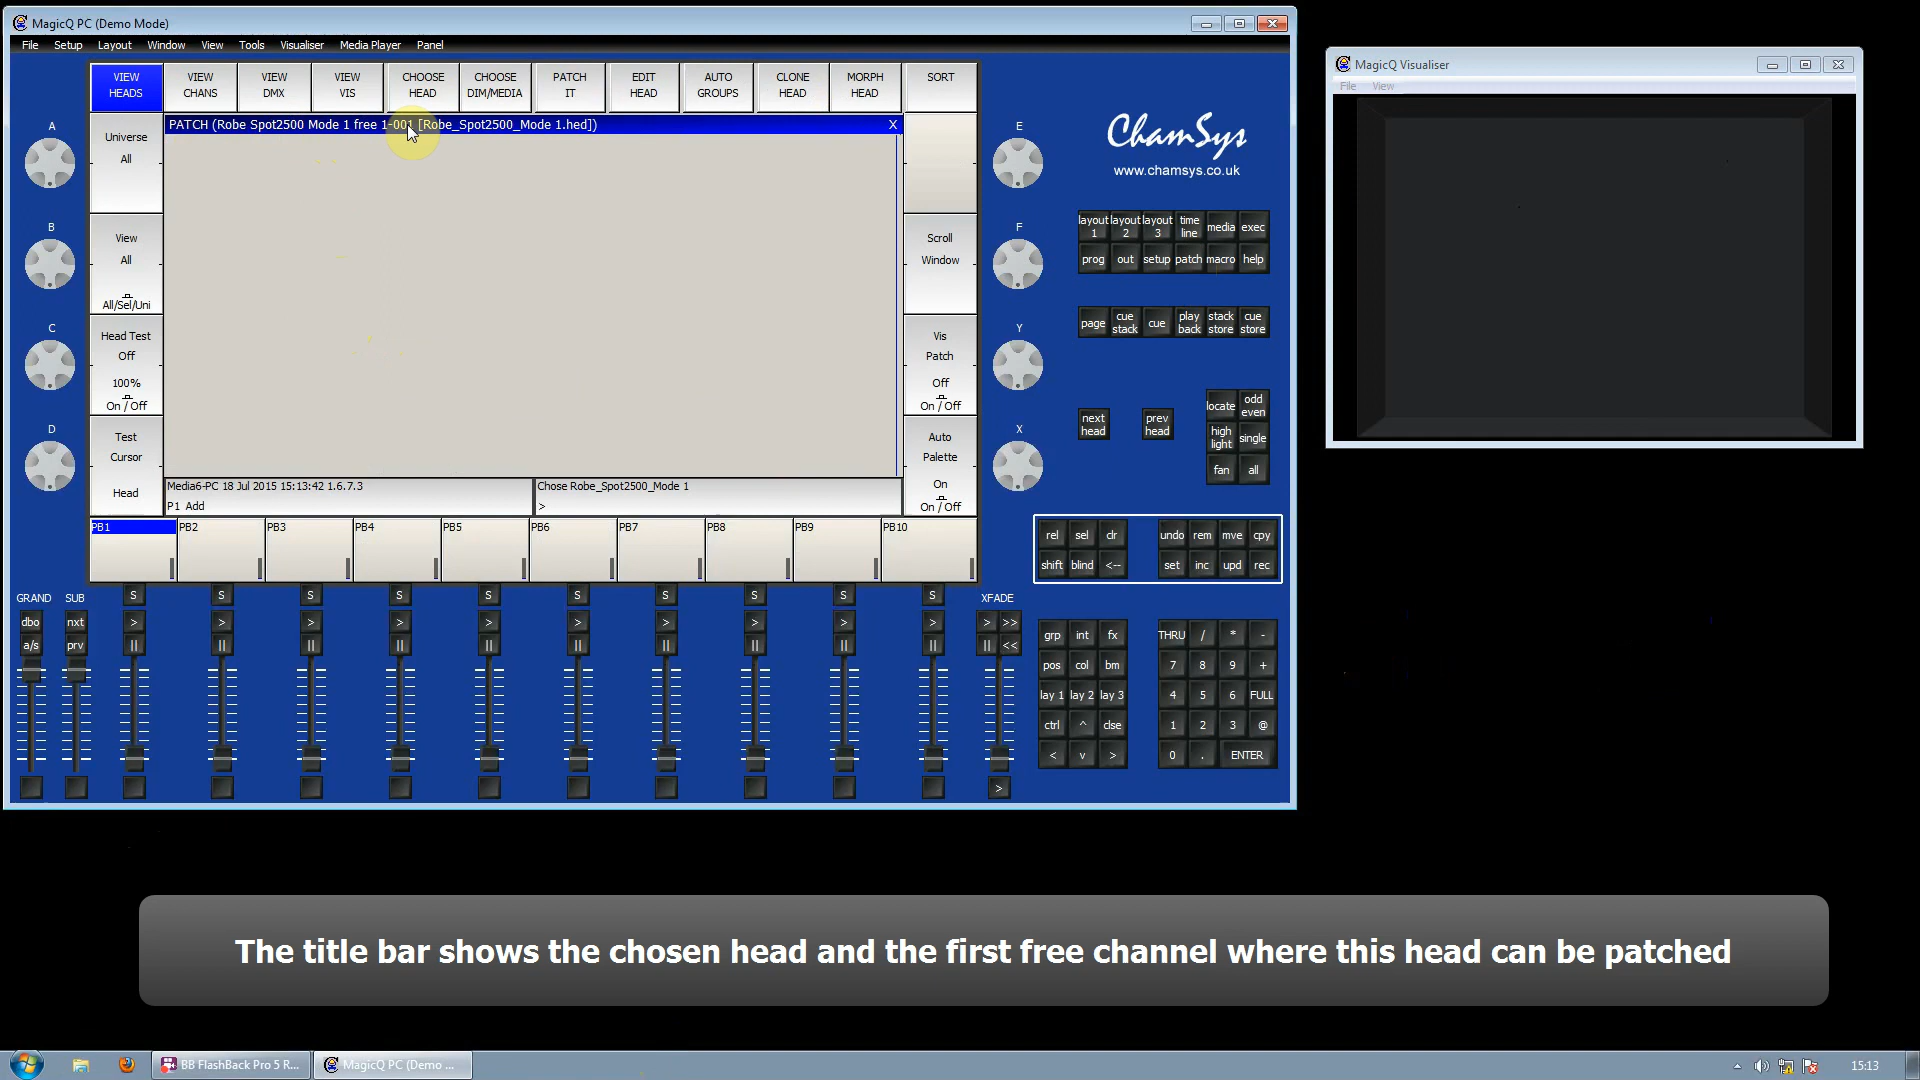 MagicQ PC (Demo Mode)
File Setup Layout Window View Tools Visualiser Media Player Panel
VIEW HEADS
VIEW CHANS
VIEW DMX
VIEW VIS
CHOOSE HEAD
CHOOSE DIM/MEDIA
PATCH IT
EDIT HEAD
AUTO GROUPS
CLONE HEAD
MORPH HEAD
SORT
PATCH (Robe Spot2500 Mode 1 free 1-001 [Robe_Spot2500_Mode 1.hed]) X
A
Universe
All
B
View
All
All/Sel/Uni
C
Head Test
Off
100%
On / Off
D
Test
Cursor
Head
E
F
Scroll
Window
Y
Vis
Patch
Off
On / Off
X
Auto
Palette
On
On / Off
Media6-PC 18 Jul 2015 15:13:42 1.6.7.3
P1 Add
Chose Robe_Spot2500_Mode 1
>
PB1 PB2 PB3 PB4 PB5 PB6 PB7 PB8 PB9 PB10
GRAND SUB S S S S S S S S S S XFADE
dbo nxt > > > > > > > > > > > >>
a/s prv || || || || || || || || || || || <<
>
ChamSys
www.chamsys.co.uk
layout 1 layout 2 layout 3 time line media exec
prog out setup patch macro help
page cue stack cue play back stack store cue store
next head prev head
locate odd even
high light single
fan all
rel sel clr undo rem mve cpy
shift blind <-- set inc upd rec
grp int fx THRU / * -
pos col bm 7 8 9 +
lay 1 lay 2 lay 3 4 5 6 FULL
ctrl ^ clse 1 2 3 @
< v > 0 . ENTER
MagicQ Visualiser
File View
The title bar shows the chosen head and the first free channel where this head can be patched
BB FlashBack Pro 5 R...
MagicQ PC (Demo ...
15:13